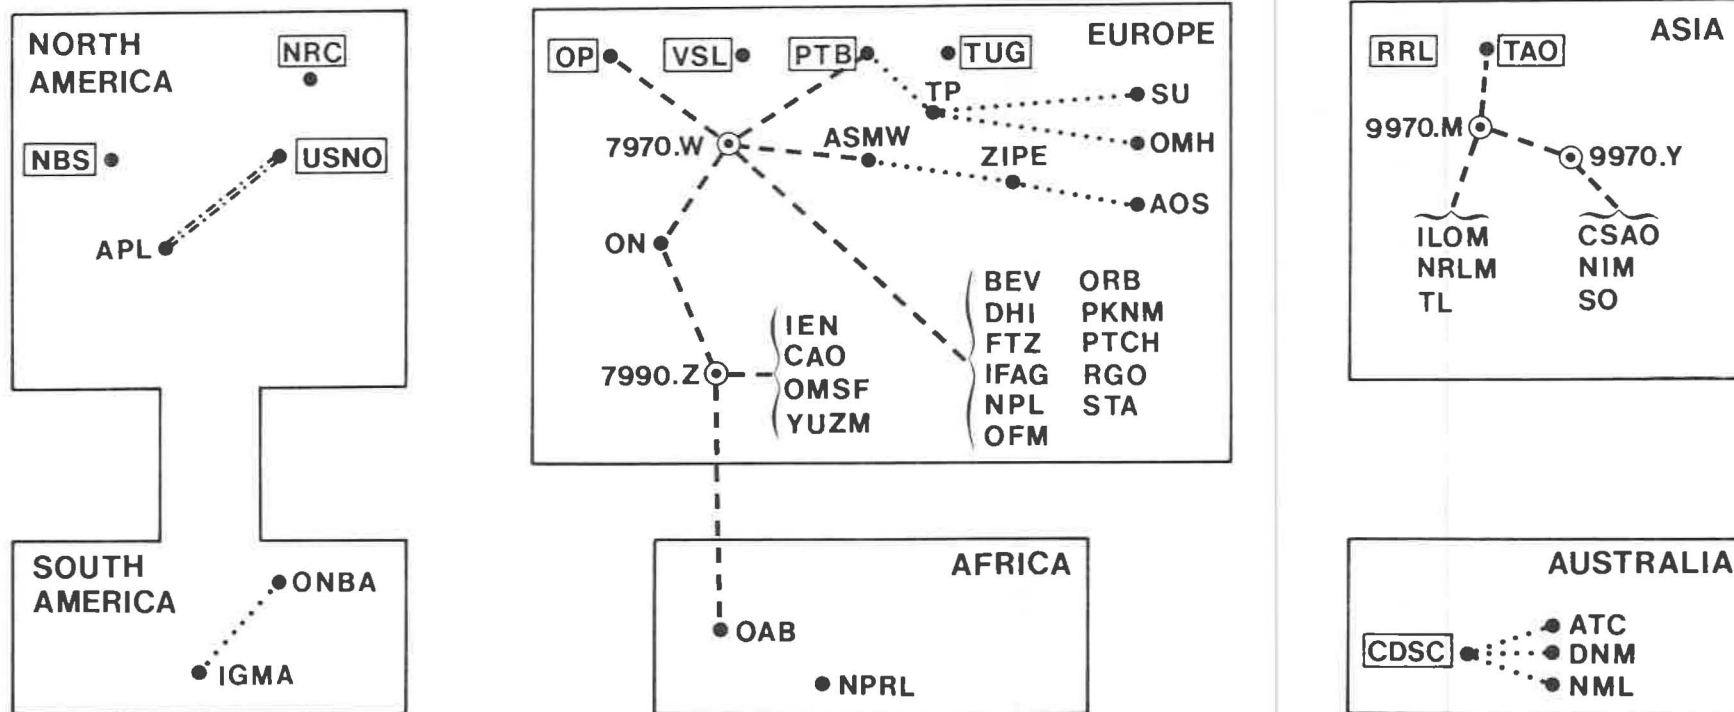 NORTH
AMERICA
NRC
NBS
USNO
APL
SOUTH
AMERICA
ONBA
IGMA
EUROPE
OP
VSL
PTB
TUG
TP
SU
7970.W
ASMW
OMH
ZIPE
AOS
ON
7990.Z
IEN
CAO
OMSF
YUZM
BEV ORB
DHI PKNM
FTZ PTCH
IFAG RGO
NPL STA
OFM
AFRICA
OAB
NPRL
ASIA
RRL
TAO
9970.M
9970.Y
ILOM
NRLM
TL
CSAO
NIM
SO
AUSTRALIA
CDSC
ATC
DNM
NML